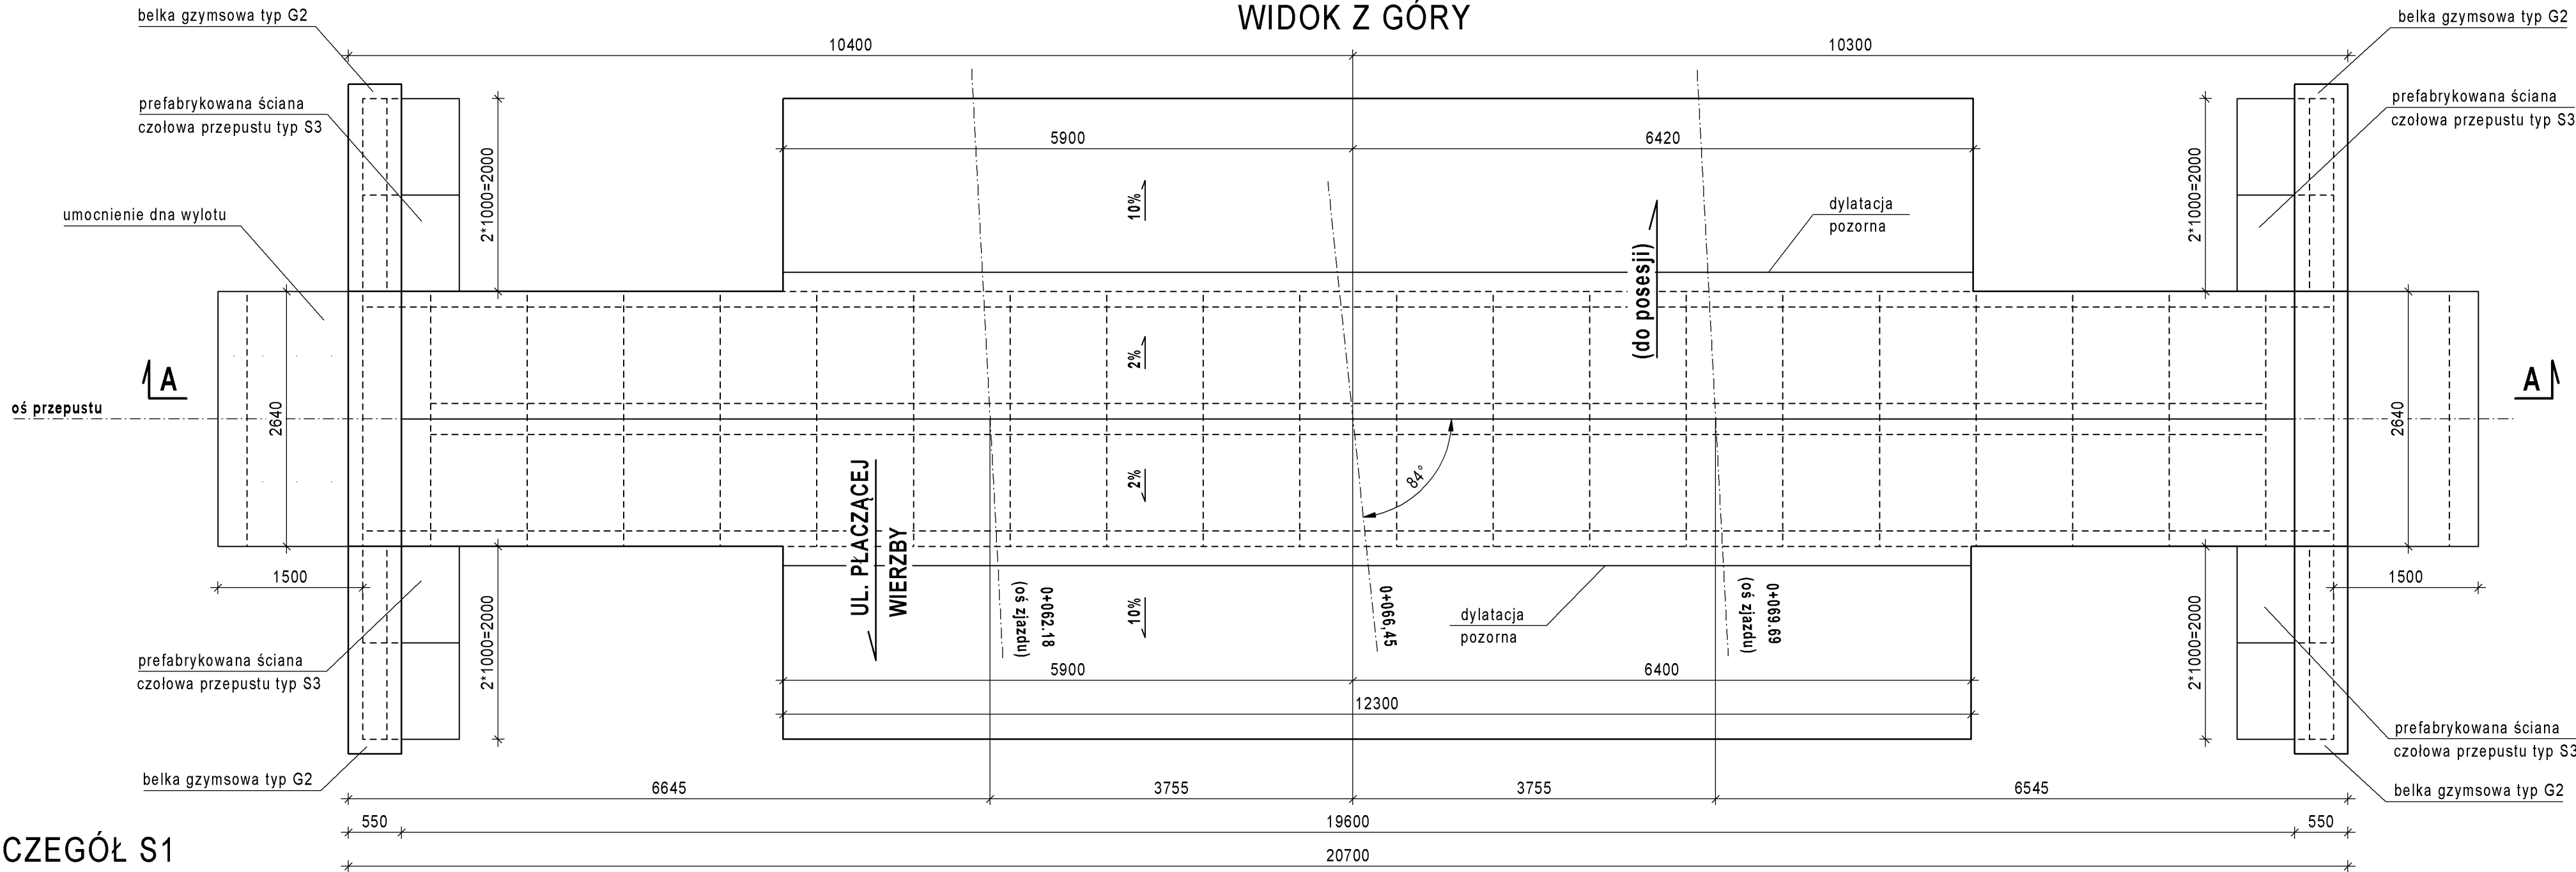 WIDOK Z GÓRY
belka gzymsowa typ G2
belka gzymsowa typ G2
10400
10300
prefabrykowana ściana
czołowa przepustu typ S3
prefabrykowana ściana
czołowa przepustu typ S3
5900
6420
2*1000=2000
2*1000=2000
10%
dylatacja
pozorna
umocnienie dna wylotu
(do posesji)
2%
A
A
oś przepustu
2640
2640
84°
2%
UL. PŁACZĄCEJ
WIERZBY
1500
1500
0+062.18
(oś zjazdu)
0+066,45
0+069.69
(oś zjazdu)
10%
dylatacja
pozorna
2*1000=2000
2*1000=2000
prefabrykowana ściana
czołowa przepustu typ S3
5900
6400
12300
prefabrykowana ściana
czołowa przepustu typ S3
belka gzymsowa typ G2
belka gzymsowa typ G2
6645
3755
3755
6545
550
19600
550
CZEGÓŁ S1
20700